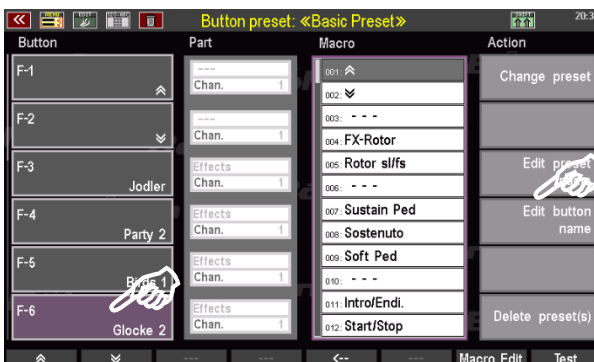 Button preset: «Basic Preset»
20:3
Button
Part
Macro
Action
F-1
F-2
F-3
Jodler
F-4
Party 2
F-5
Birds 1
F-6
Glocke 2
---
Chan. 1
---
Chan. 1
Effects
Chan. 1
Effects
Chan. 1
Effects
Chan. 1
Effects
Chan. 1
001:
002:
003: - - -
004: FX-Rotor
005: Rotor sl/fs
006: - - -
007: Sustain Ped
008: Sostenuto
009: Soft Ped
010: - - -
011: Intro/Endi.
012: Start/Stop
Change preset
Edit preset
Edit button
name
Delete preset(s)
--- --- <-- --- Macro Edit Test